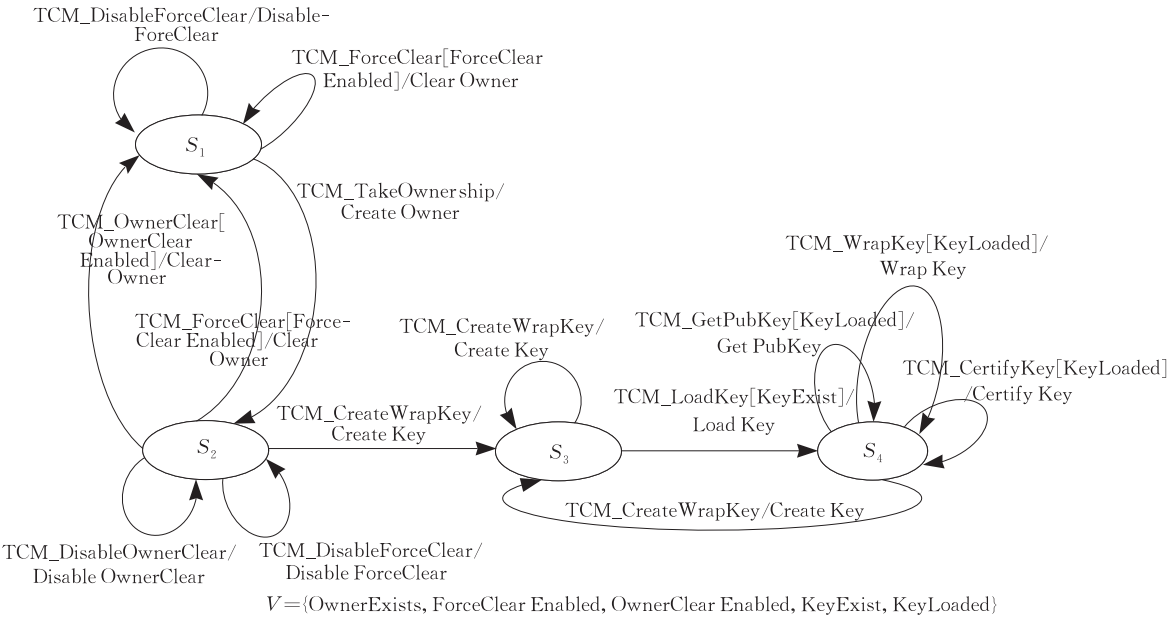 TCM_DisableForceClear/Disable-
ForeClear
TCM_ForceClear[ForceClear
Enabled]/Clear Owner
S1
TCM_TakeOwnership/
Create Owner
TCM_OwnerClear[
OwnerClear
Enabled]/Clear-
Owner
TCM_ForceClear[Force-
Clear Enabled]/Clear
Owner
TCM_WrapKey[KeyLoaded]/
Wrap Key
TCM_CreateWrapKey/
Create Key
TCM_GetPubKey[KeyLoaded]/
Get PubKey
TCM_CertifyKey[KeyLoaded]
/Certify Key
TCM_CreateWrapKey/
Create Key
TCM_LoadKey[KeyExist]/
Load Key
S2
S3
S4
TCM_CreateWrapKey/Create Key
TCM_DisableOwnerClear/
Disable OwnerClear
TCM_DisableForceClear/
Disable ForceClear
V={OwnerExists, ForceClear Enabled, OwnerClear Enabled, KeyExist, KeyLoaded}